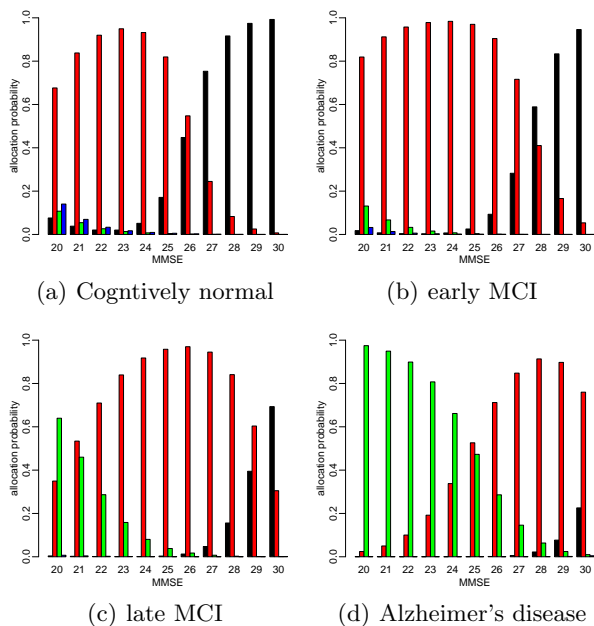 allocation probability
0.0 0.2 0.4 0.6 0.8 1.0
20 21 22 23 24 25 26 27 28 29 30
MMSE
(a) Cogntively normal
allocation probability
0.0 0.2 0.4 0.6 0.8 1.0
20 21 22 23 24 25 26 27 28 29 30
MMSE
(b) early MCI
allocation probability
0.0 0.2 0.4 0.6 0.8 1.0
20 21 22 23 24 25 26 27 28 29 30
MMSE
(c) late MCI
allocation probability
0.0 0.2 0.4 0.6 0.8 1.0
20 21 22 23 24 25 26 27 28 29 30
MMSE
(d) Alzheimer's disease